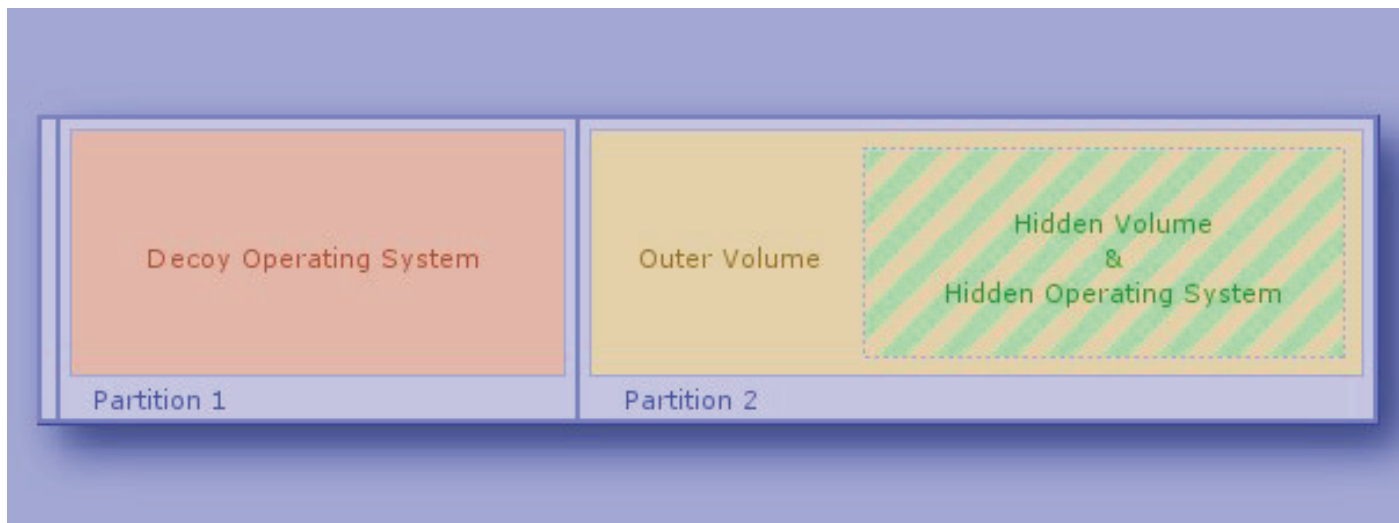 Decoy Operating System
Outer Volume
Hidden Volume
&
Hidden Operating System
Partition 1
Partition 2